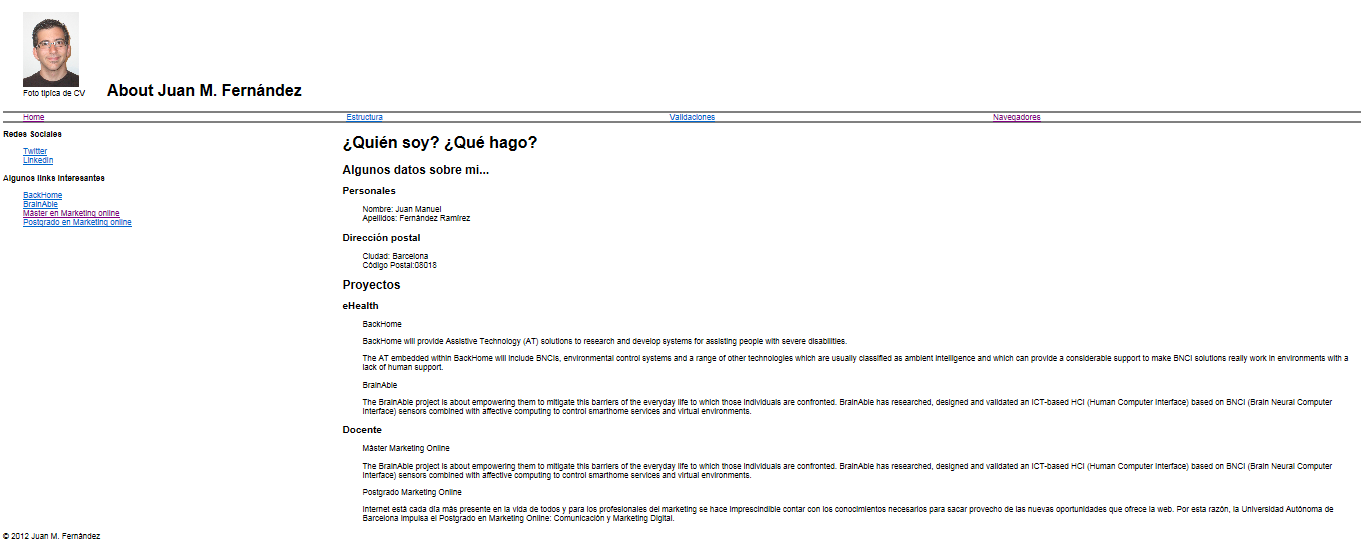 Foto tipica de CV
About Juan M. Fernández
Home Estructura Validaciones Navegadores
Redes Sociales
Twitter
LinkedIn
Algunos links interesantes
BackHome
BrainAble
Máster en Marketing online
Postgrado en Marketing online
¿Quién soy? ¿Qué hago?
Algunos datos sobre mi...
Personales
Nombre: Juan Manuel
Apellidos: Fernández Ramírez
Dirección postal
Ciudad: Barcelona
Código Postal:08018
Proyectos
eHealth
BackHome
BackHome will provide Assistive Technology (AT) solutions to research and develop systems for assisting people with severe disabilities.
The AT embedded within BackHome will include BNCIs, environmental control systems and a range of other technologies which are usually classified as ambient intelligence and which can provide a considerable support to make BNCI solutions really work in environments with a
lack of human support.
BrainAble
The BrainAble project is about empowering them to mitigate this barriers of the everyday life to which those individuals are confronted. BrainAble has researched, designed and validated an ICT-based HCI (Human Computer Interface) based on BNCI (Brain Neural Computer
Interface) sensors combined with affective computing to control smarthome services and virtual environments.
Docente
Máster Marketing Online
The BrainAble project is about empowering them to mitigate this barriers of the everyday life to which those individuals are confronted. BrainAble has researched, designed and validated an ICT-based HCI (Human Computer Interface) based on BNCI (Brain Neural Computer
Interface) sensors combined with affective computing to control smarthome services and virtual environments.
Postgrado Marketing Online
Internet está cada día más presente en la vida de todos y para los profesionales del marketing se hace imprescindible contar con los conocimientos necesarios para sacar provecho de las nuevas oportunidades que ofrece la web. Por esta razón, la Universidad Autónoma de
Barcelona impulsa el Postgrado en Marketing Online: Comunicación y Marketing Digital.
© 2012 Juan M. Fernández